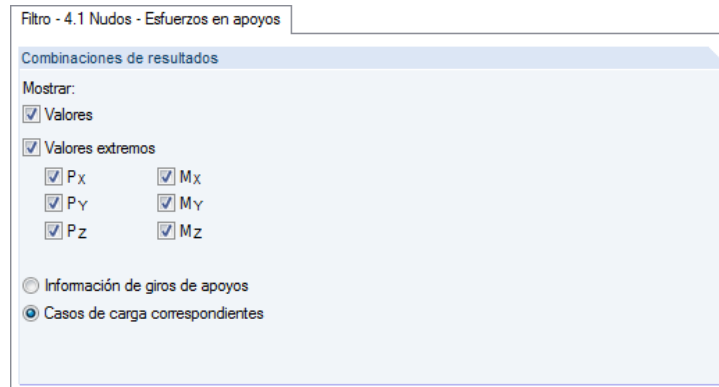 Filtro - 4.1 Nudos - Esfuerzos en apoyos
Combinaciones de resultados
Mostrar:
Valores
Valores extremos
PX MX
PY MY
PZ MZ
Información de giros de apoyos
Casos de carga correspondientes